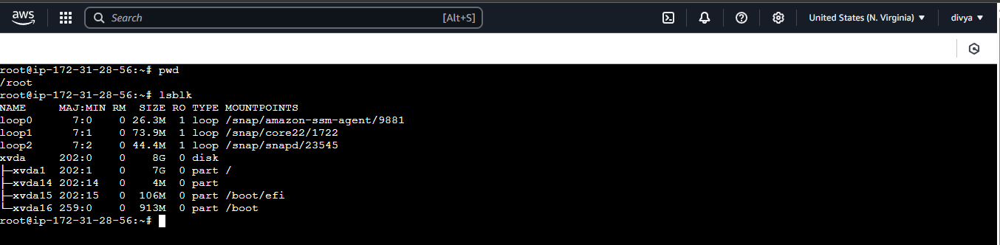 aws Search [Alt+S] United States (N. Virginia) divya
root@ip-172-31-28-56:~# pwd
/root
root@ip-172-31-28-56:~# lsblk
NAME MAJ:MIN RM SIZE RO TYPE MOUNTPOINTS
loop0 7:0 0 26.3M 1 loop /snap/amazon-ssm-agent/9881
loop1 7:1 0 73.9M 1 loop /snap/core22/1722
loop2 7:2 0 44.4M 1 loop /snap/snapd/23545
xvda 202:0 0 8G 0 disk
├─xvda1 202:1 0 7G 0 part /
├─xvda14 202:14 0 4M 0 part
├─xvda15 202:15 0 106M 0 part /boot/efi
└─xvda16 259:0 0 913M 0 part /boot
root@ip-172-31-28-56:~#